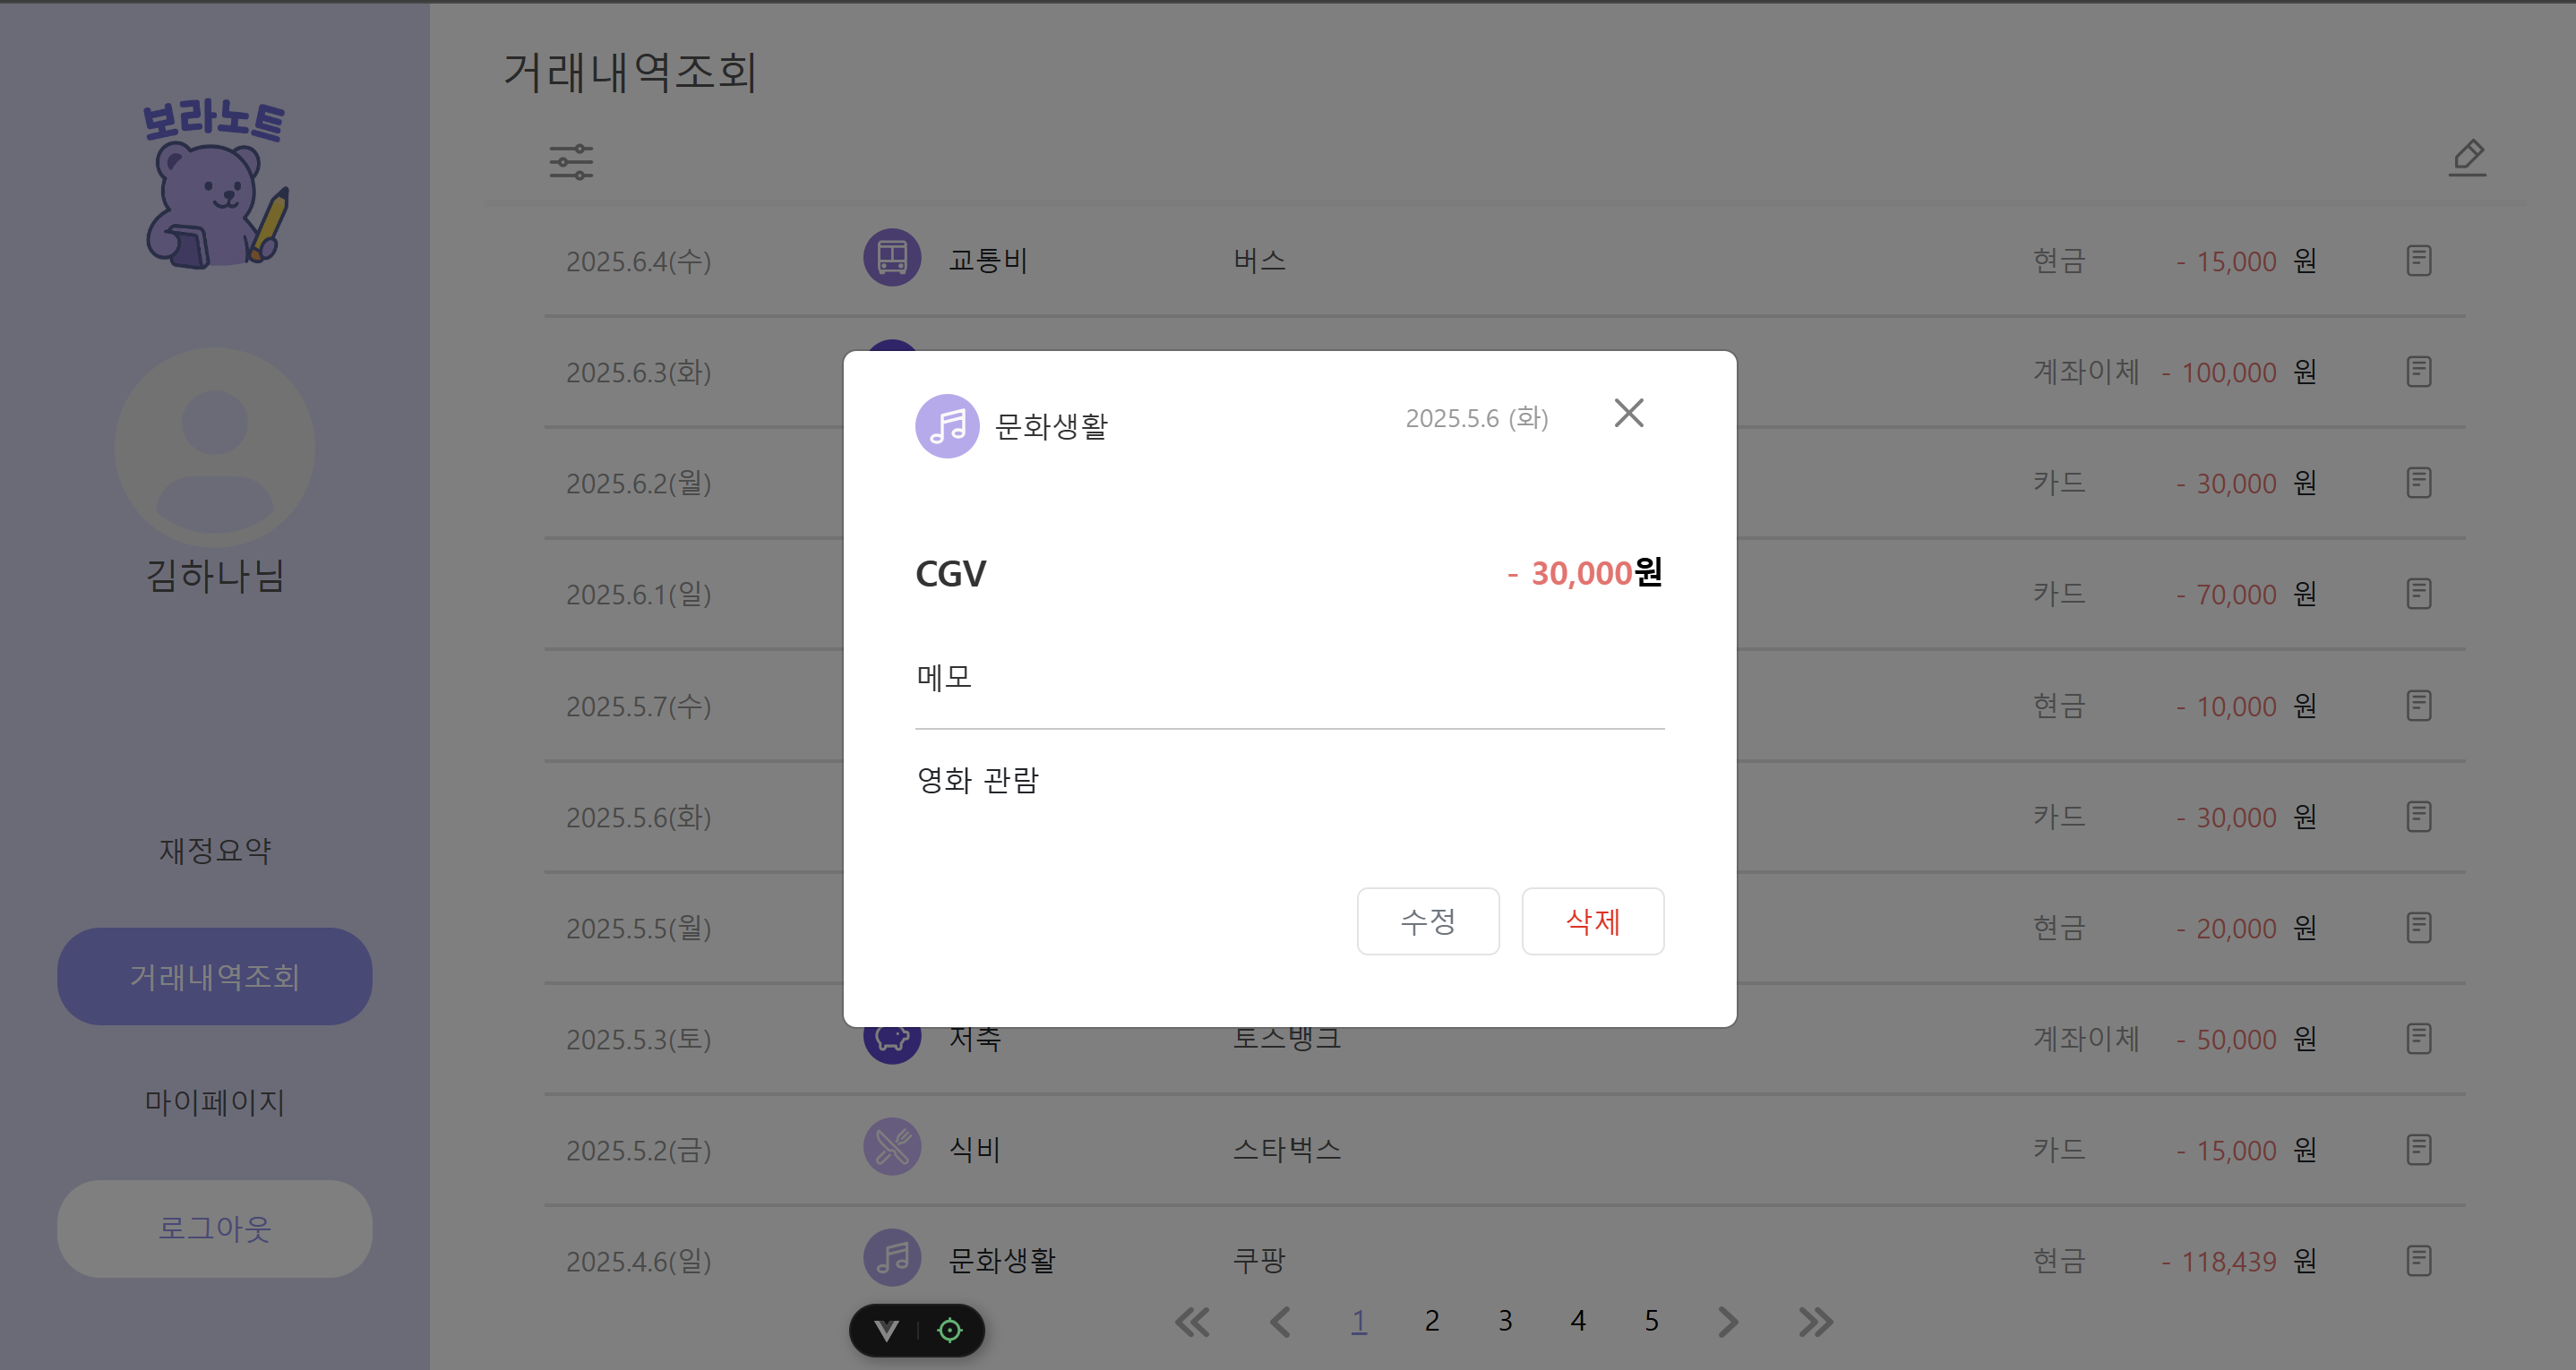 보라노트
김하나님
재정요약
거래내역조회
마이페이지
로그아웃
거래내역조회
2025.6.4(수) 교통비 버스 현금 - 15,000 원
2025.6.3(화) 계좌이체 - 100,000 원
2025.6.2(월) 카드 - 30,000 원
2025.6.1(일) 카드 - 70,000 원
2025.5.7(수) 현금 - 10,000 원
2025.5.6(화) 카드 - 30,000 원
2025.5.5(월) 현금 - 20,000 원
2025.5.3(토) 저축 토스뱅크 계좌이체 - 50,000 원
2025.5.2(금) 식비 스타벅스 카드 - 15,000 원
2025.4.6(일) 문화생활 쿠팡 현금 - 118,439 원
1 2 3 4 5
문화생활 2025.5.6 (화)
CGV - 30,000원
메모
영화 관람
수정 삭제